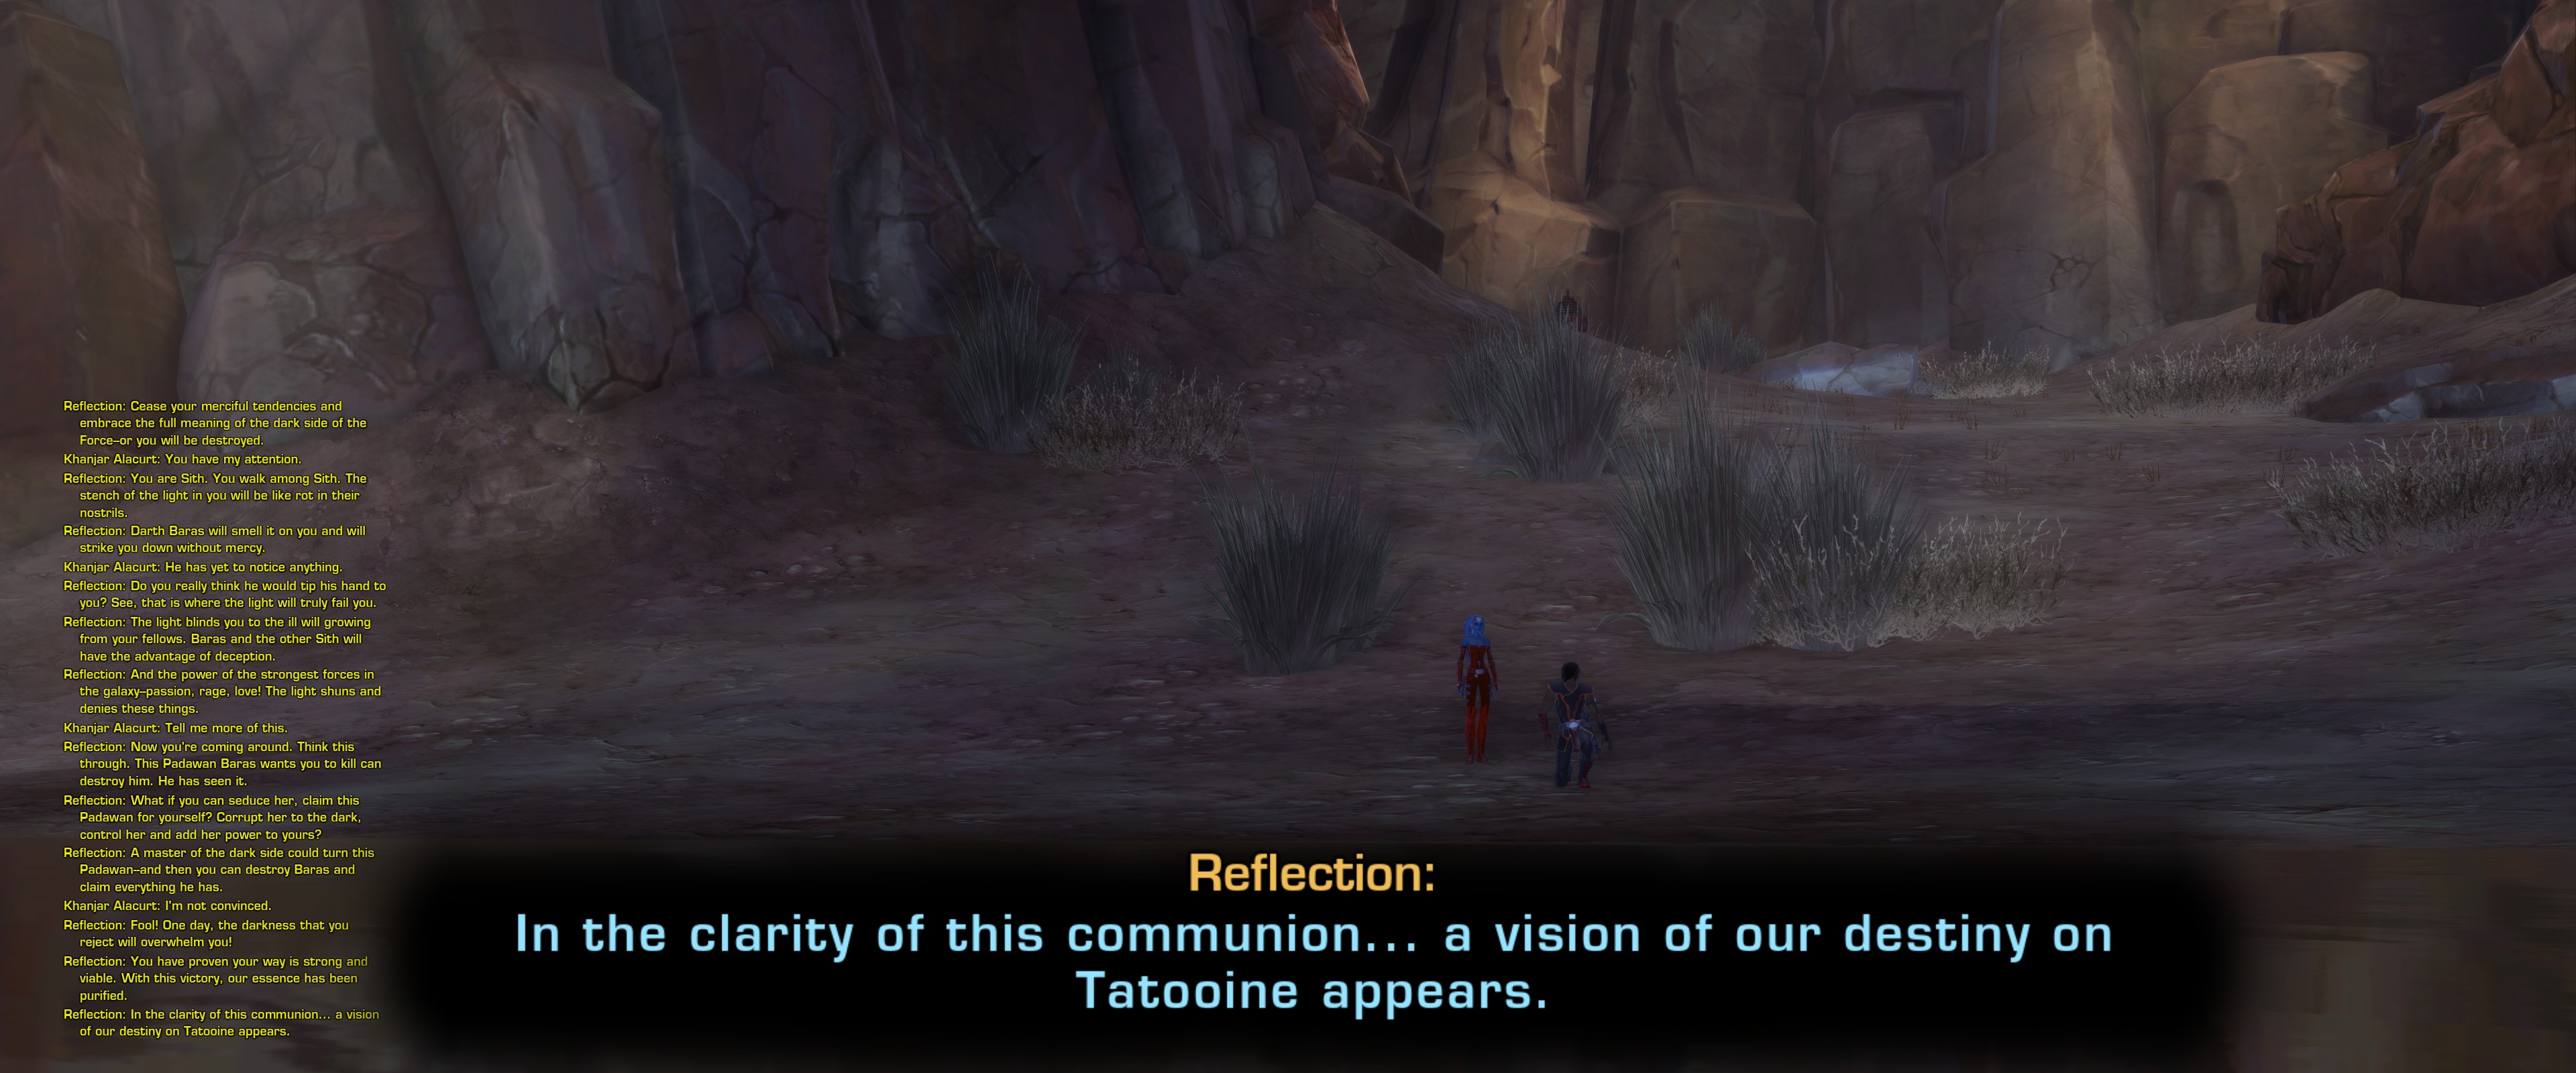 Reflection: Cease your merciful tendencies and
embrace the full meaning of the dark side of the
Force–or you will be destroyed.
Khanjar Alacurt: You have my attention.
Reflection: You are Sith. You walk among Sith. The
stench of the light in you will be like rot in their
nostrils.
Reflection: Darth Baras will smell it on you and will
strike you down without mercy.
Khanjar Alacurt: He has yet to notice anything.
Reflection: Do you really think he would tip his hand to
you? See, that is where the light will truly fail you.
Reflection: The light blinds you to the ill will growing
from your fellows. Baras and the other Sith will
have the advantage of deception.
Reflection: And the power of the strongest forces in
the galaxy–passion, rage, love! The light shuns and
denies these things.
Khanjar Alacurt: Tell me more of this.
Reflection: Now you're coming around. Think this
through. This Padawan Baras wants you to kill can
destroy him. He has seen it.
Reflection: What if you can seduce her, claim this
Padawan for yourself? Corrupt her to the dark,
control her and add her power to yours?
Reflection: A master of the dark side could turn this
Padawan–and then you can destroy Baras and
claim everything he has.
Khanjar Alacurt: I'm not convinced.
Reflection: Fool! One day, the darkness that you
reject will overwhelm you!
Reflection: You have proven your way is strong and
viable. With this victory, our essence has been
purified.
Reflection: In the clarity of this communion... a vision
of our destiny on Tatooine appears.
Reflection:
In the clarity of this communion... a vision of our destiny on
Tatooine appears.